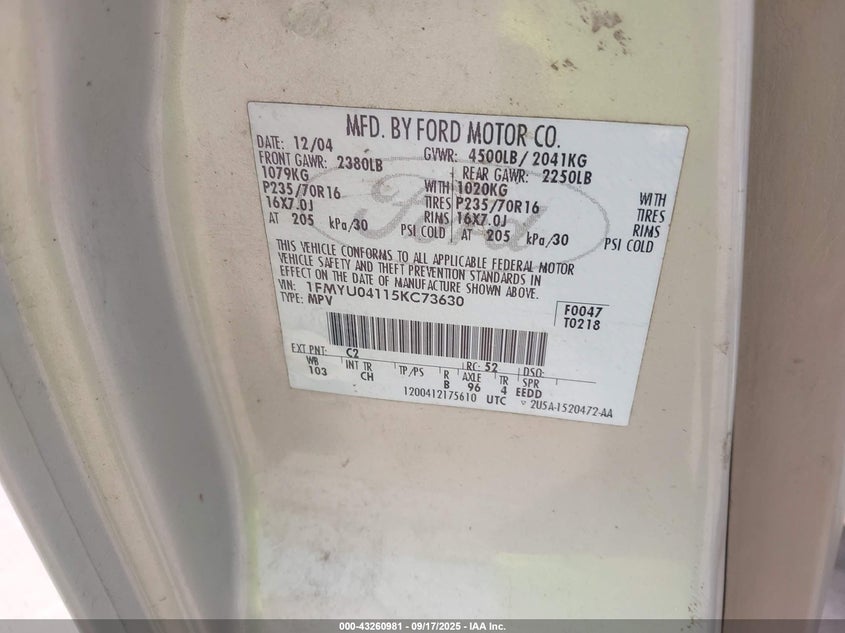 MFD. BY FORD MOTOR CO.
DATE: 12/04 GVWR: 4500LB/ 2041KG
FRONT GAWR: 2380LB REAR GAWR: 2250LB
1079KG WITH 1020KG WITH
P235/70R16 TIRES P235/70R16 TIRES
16X7.0J RIMS 16X7.0J RIMS
AT 205 kPa/30 PSI COLD AT 205 kPa/30 PSI COLD
Ford
THIS VEHICLE CONFORMS TO ALL APPLICABLE FEDERAL MOTOR
VEHICLE SAFETY AND THEFT PREVENTION STANDARDS IN
EFFECT ON THE DATE OF MANUFACTURE SHOWN ABOVE.
VIN: 1FMYU04115KC73630
TYPE: MPV
F0047
T0218
EXT PNT: C2 RC: 52 DSO:
WB INT TR TP/PS R AXLE TR SPR
103 CH B 96 4 EEDD
1200412175610 UTC 2U5A-1520472-AA
000-43260981 - 09/17/2025 - IAA Inc.